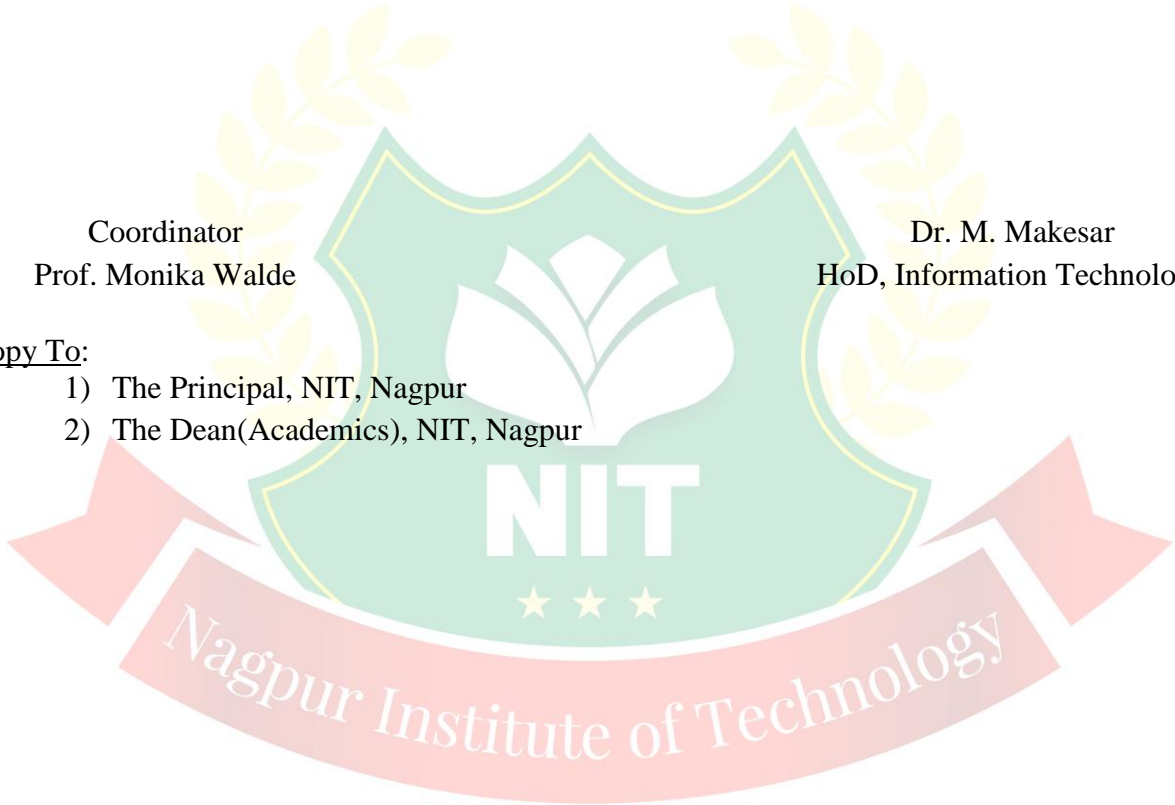 Coordinator
Prof. Monika Walde
Dr. M. Makesar
HoD, Information Technolo
opy To:
1) The Principal, NIT, Nagpur
2) The Dean(Academics), NIT, Nagpur
NIT
Nagpur Institute of Technology